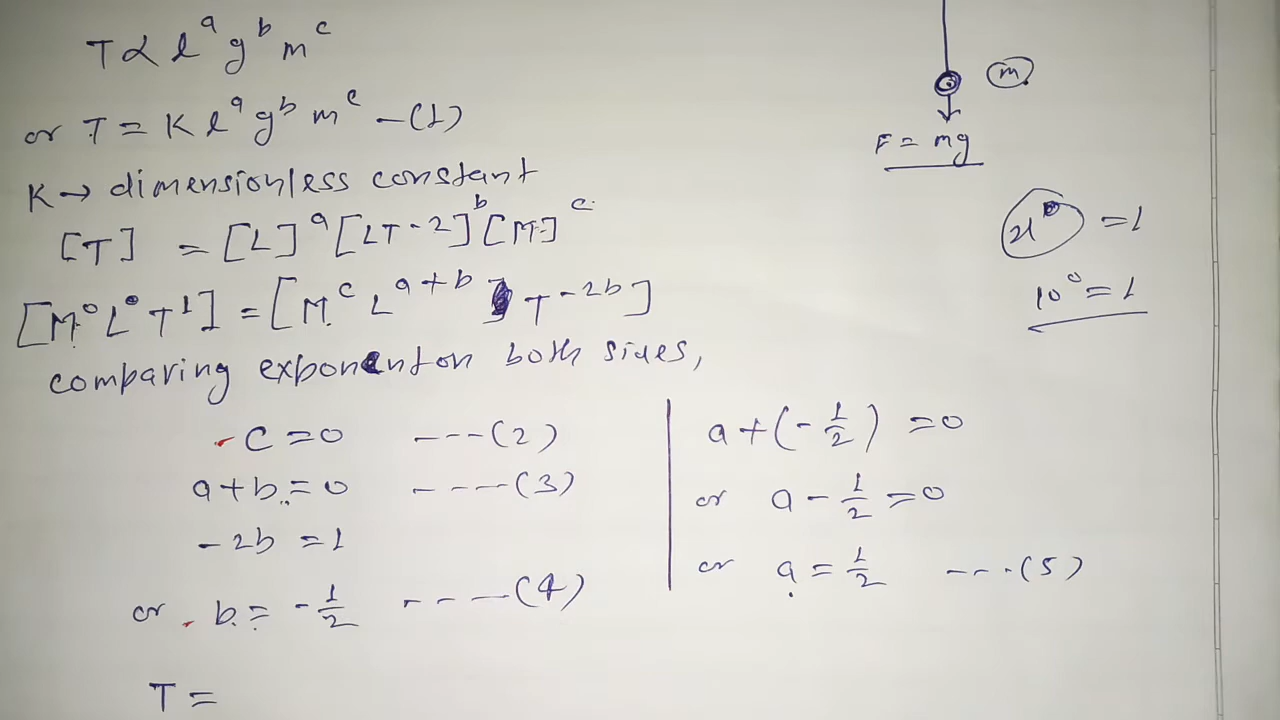 T ∝ l^a g^b m^c
or T = K l^a g^b m^c —(1)
K → dimensionless constant
[T] = [L]^a [LT-2]^b [M]^c
[M^0 L^0 T^1] = [M^c L^a+b T^-2b]
comparing exponent on both sides,
c = 0 ---(2)
a+b = 0 ----(3)
-2b = 1
or b = -1/2 ----(4)
T =
a+(-1/2) = 0
or a - 1/2 = 0
or a = 1/2 ---(5)
m
F = mg
x^0 = 1
10^0 = 1